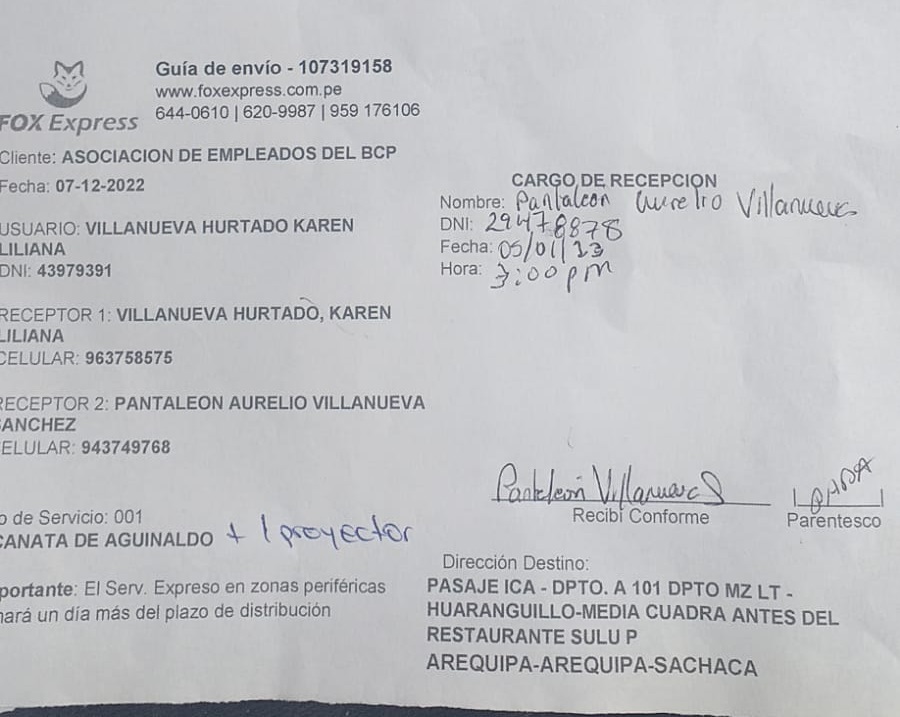 FOX Express
Guía de envío - 107319158
www.foxexpress.com.pe
644-0610 | 620-9987 | 959 176106
Cliente: ASOCIACION DE EMPLEADOS DEL BCP
Fecha: 07-12-2022
USUARIO: VILLANUEVA HURTADO KAREN
LILIANA
DNI: 43979391
RECEPTOR 1: VILLANUEVA HURTADO, KAREN
LILIANA
CELULAR: 963758575
RECEPTOR 2: PANTALEON AURELIO VILLANUEVA
SANCHEZ
CELULAR: 943749768
o de Servicio: 001
CANATA DE AGUINALDO + 1 proyector
portante: El Serv. Expreso en zonas periféricas
mará un día más del plazo de distribución
CARGO DE RECEPCION
Nombre: Pantaleon Aurelio Villanueva
DNI: 29478878
Fecha: 05/01/23
Hora: 3:00 pm
Pantaleón Villanueva S
Recibi Conforme
Parentesco
Dirección Destino:
PASAJE ICA - DPTO. A 101 DPTO MZ LT -
HUARANGUILLO-MEDIA CUADRA ANTES DEL
RESTAURANTE SULU P
AREQUIPA-AREQUIPA-SACHACA